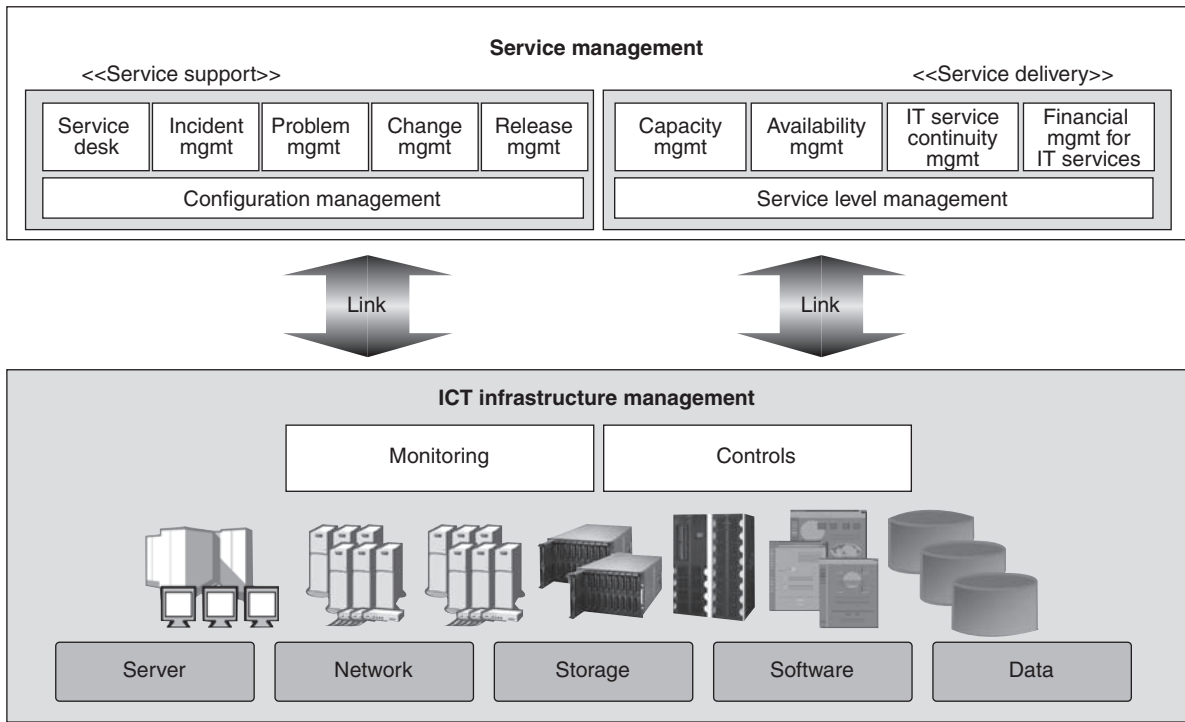 Service management
<<Service support>>
<<Service delivery>>
Service
desk
Incident
mgmt
Problem
mgmt
Change
mgmt
Release
mgmt
Configuration management
Capacity
mgmt
Availability
mgmt
IT service
continuity
mgmt
Financial
mgmt for
IT services
Service level management
Link
Link
ICT infrastructure management
Monitoring
Controls
Server
Network
Storage
Software
Data